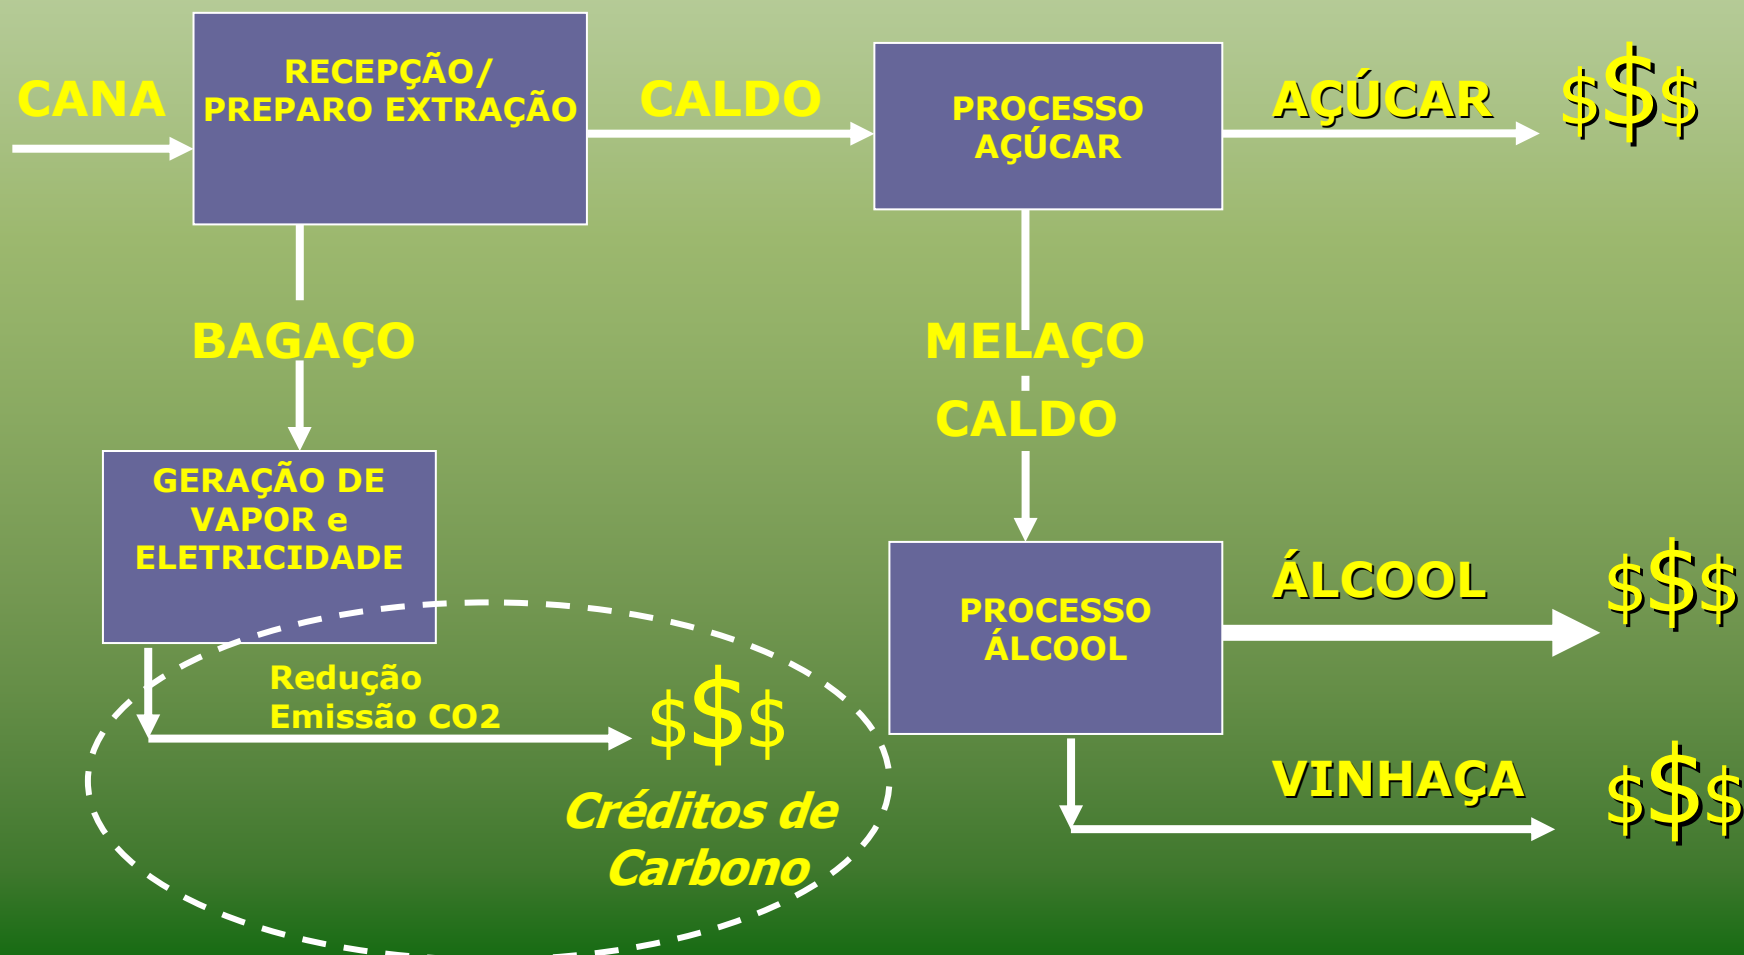 CANA
RECEPÇÃO/
PREPARO EXTRAÇÃO
CALDO
PROCESSO
AÇÚCAR
AÇÚCAR
$$$
BAGAÇO
MELAÇO
CALDO
GERAÇÃO DE
VAPOR e
ELETRICIDADE
PROCESSO
ÁLCOOL
ÁLCOOL
$$$
Redução
Emissão CO2
$$$
Créditos de
Carbono
VINHAÇA
$$$